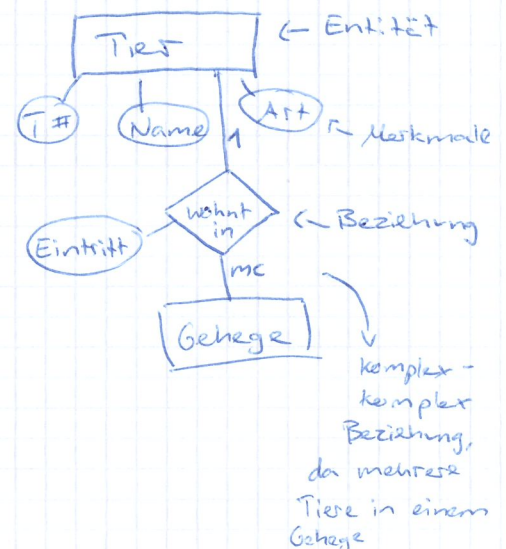 Tier
← Entität
T#
Name
Art
← Merkmale
1
wohnt
in
← Beziehung
Eintritt
mc
Gehege
komplex-
komplex
Beziehung,
da mehrere
Tiere in einem
Gehege